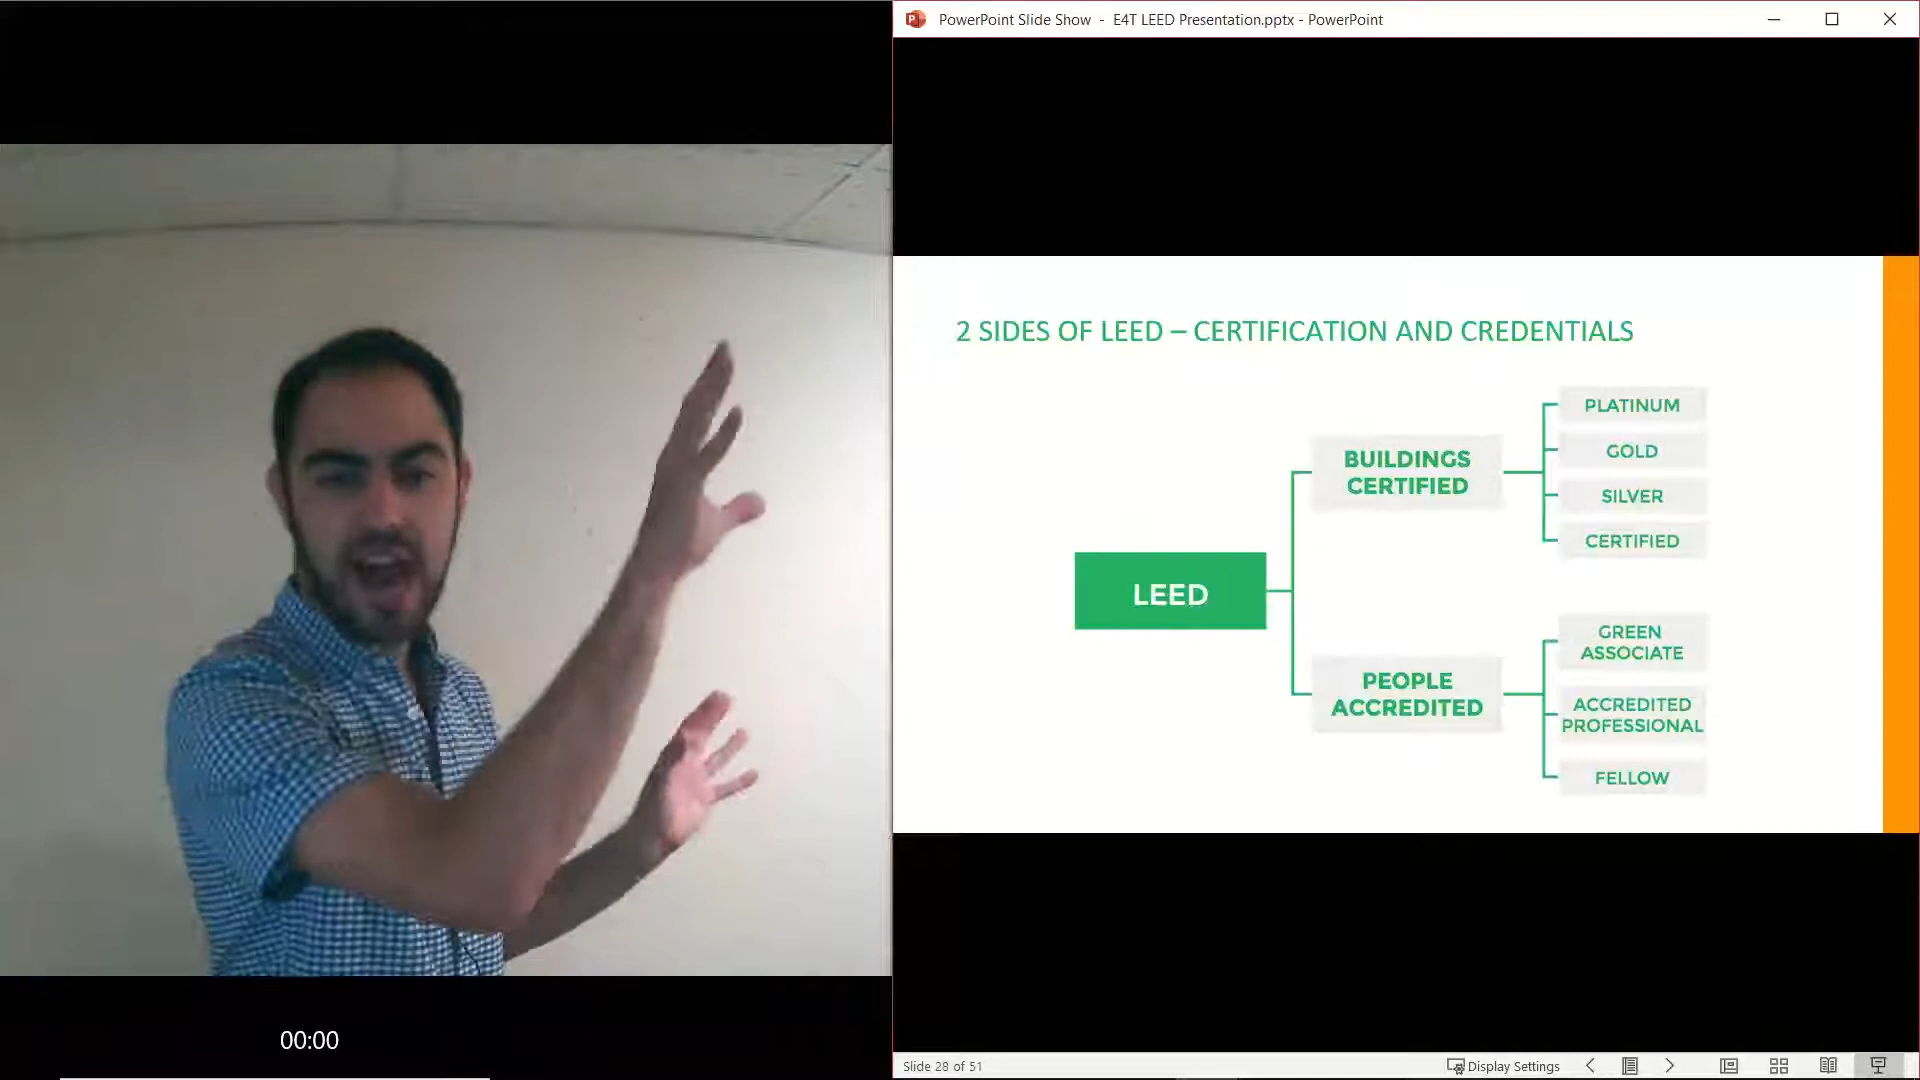 PowerPoint Slide Show - E4T LEED Presentation.pptx - PowerPoint
2 SIDES OF LEED – CERTIFICATION AND CREDENTIALS
LEED
BUILDINGS
CERTIFIED
PLATINUM
GOLD
SILVER
CERTIFIED
PEOPLE
ACCREDITED
GREEN
ASSOCIATE
ACCREDITED
PROFESSIONAL
FELLOW
00:00
Slide 28 of 51
Display Settings